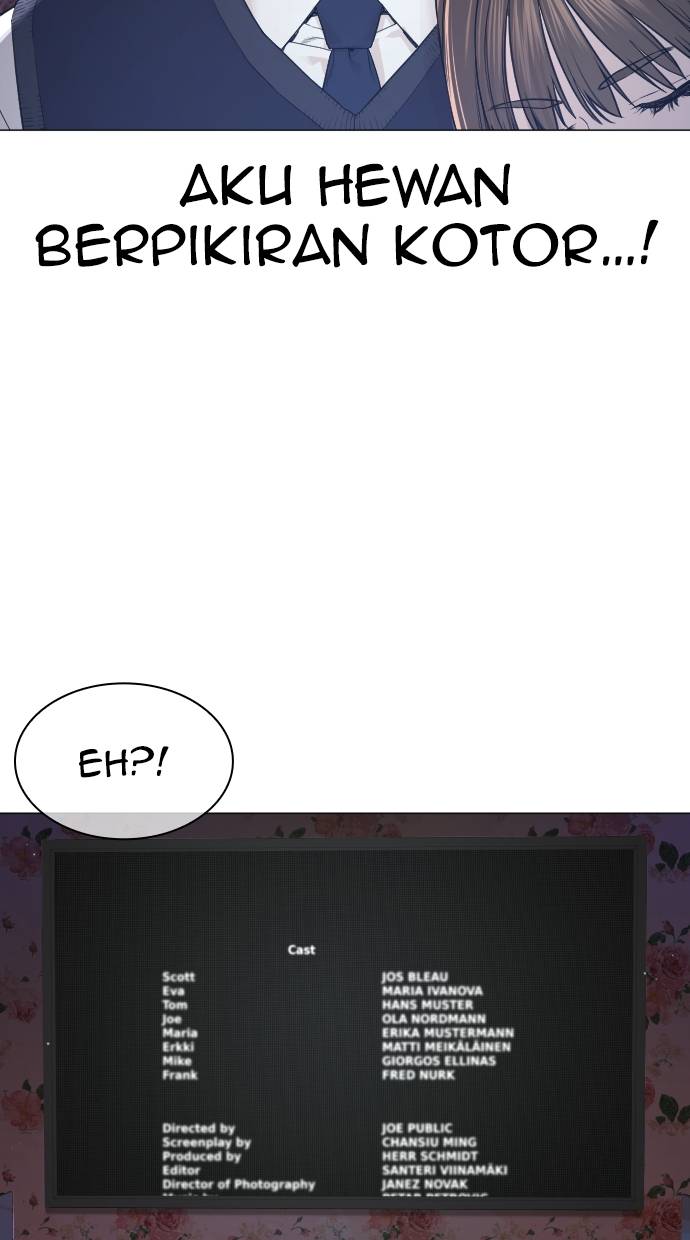 AKU HEWAN
BERPIKIRAN KOTOR...!
EH?!
Cast
Scott JOS BLEAU
Eva MARIA IVANOVA
Tom HANS MUSTER
Joe OLA NORDMANN
Maria ERIKA MUSTERMANN
Erkki MATTI MEIKÄLÄINEN
Mike GIORGOS ELLINAS
Frank FRED NURK
Directed by JOE PUBLIC
Screenplay by CHANSIU MING
Produced by HERR SCHMIDT
Editor SANTERI VIINAMÄKI
Director of Photography JANEZ NOVAK